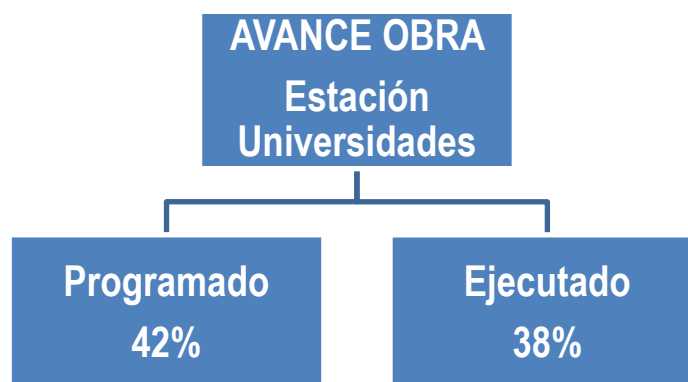 AVANCE OBRA
Estación
Universidades
Programado
42%
Ejecutado
38%